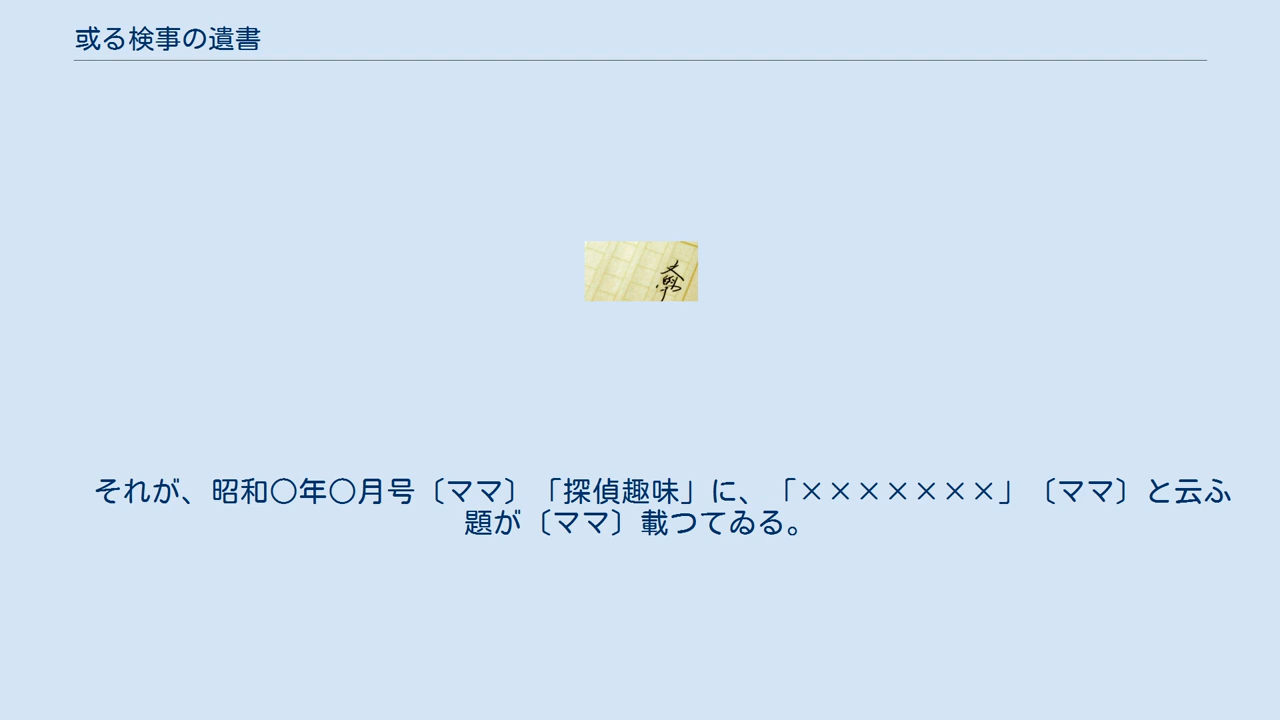 或る検事の遺書
それが、昭和〇年〇月号〔ママ〕「探偵趣味」に、「×××××××」〔ママ〕と云ふ
題が〔ママ〕載つてゐる。